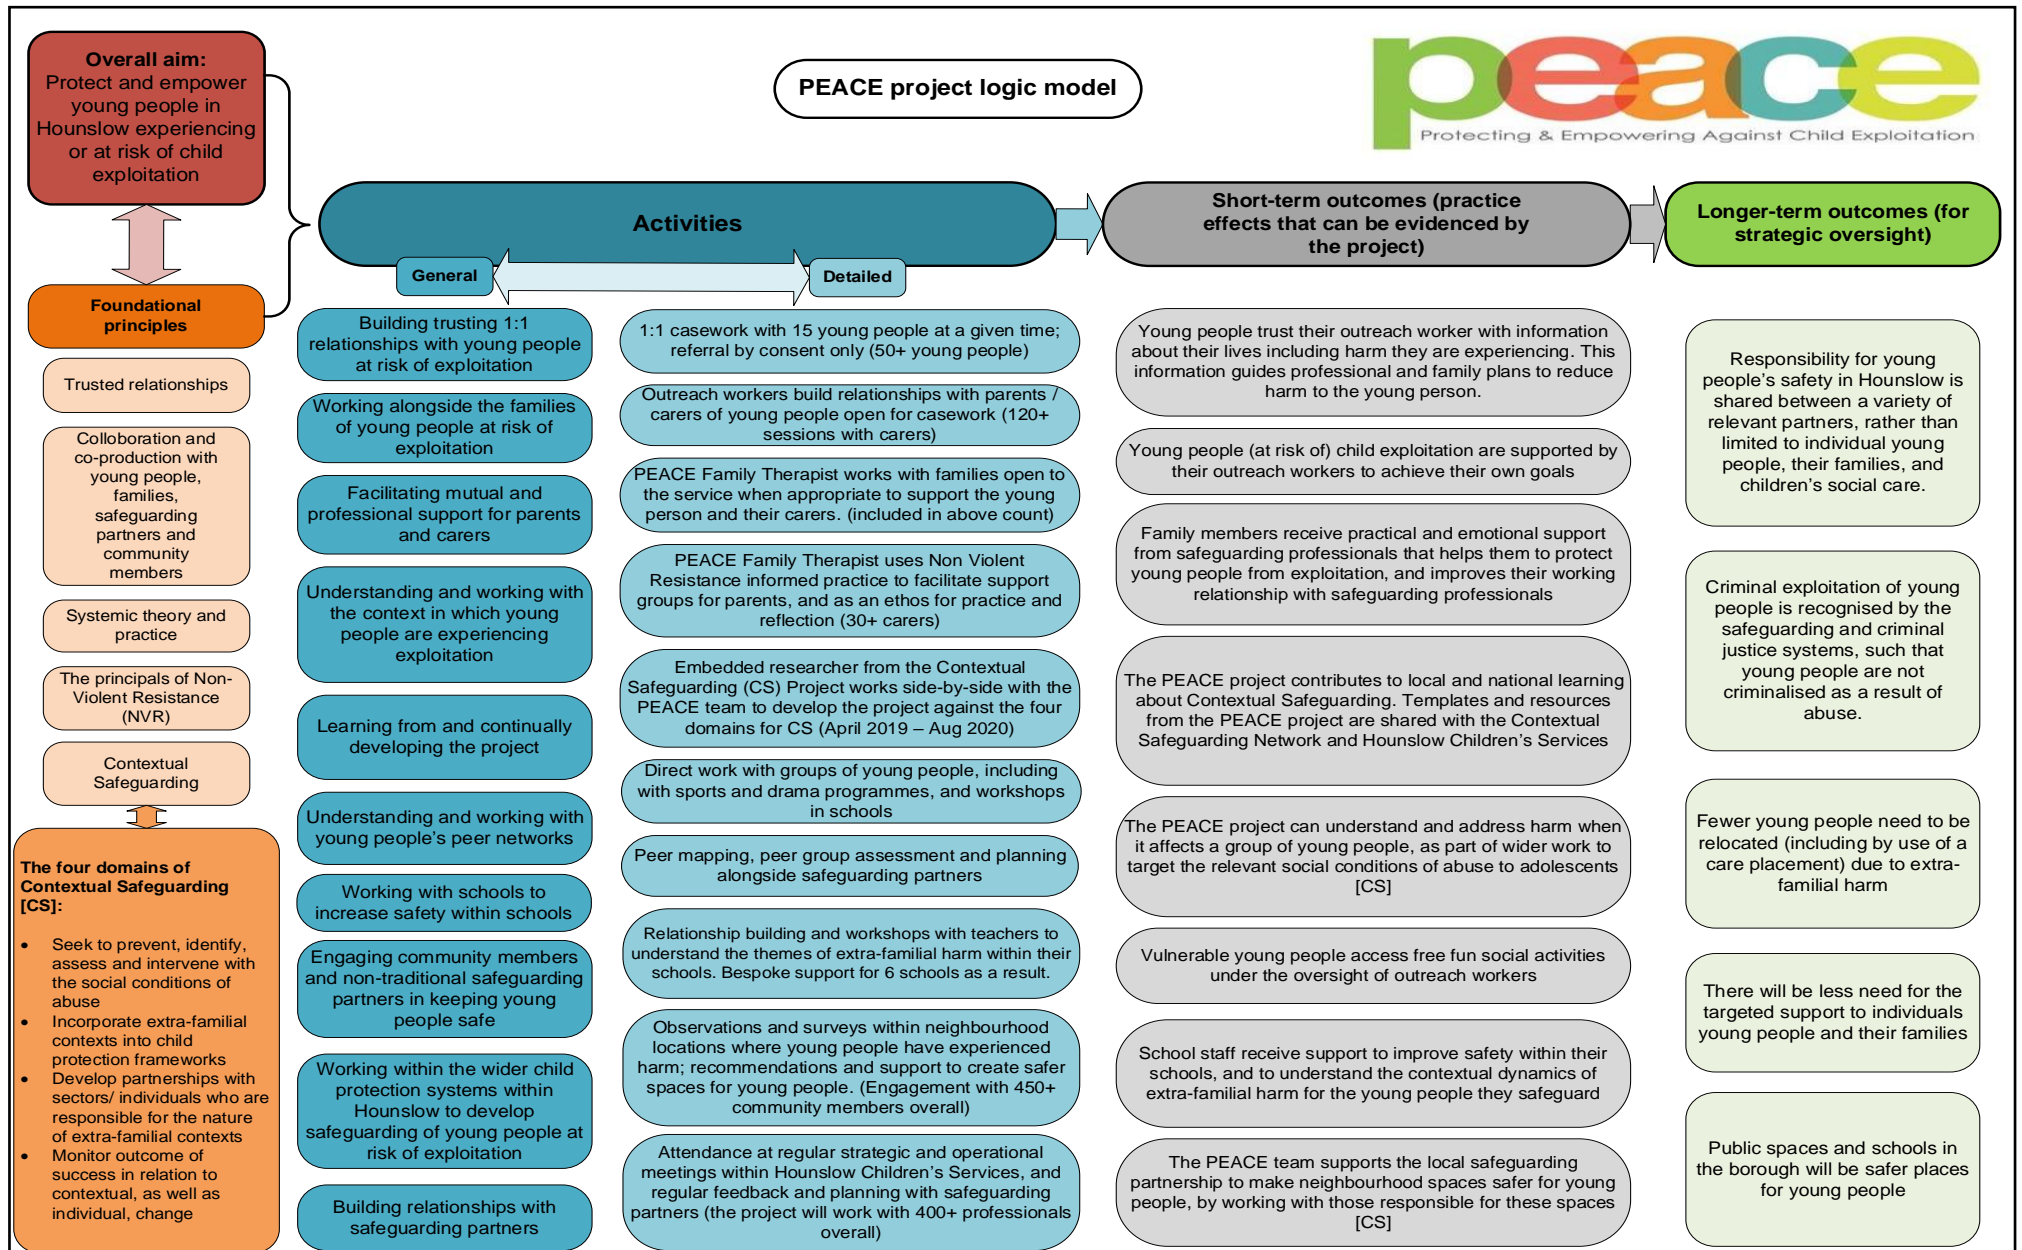 Overall aim:
Protect and empower
young people in
Hounslow experiencing
or at risk of child
exploitation
PEACE project logic model
peace
Protecting & Empowering Against Child Exploitation
Foundational
principles
Trusted relationships
Colloboration and
co-production with
young people,
families,
safeguarding
partners and
community
members
Systemic theory and
practice
The principals of Non-
Violent Resistance
(NVR)
Contextual
Safeguarding
The four domains of
Contextual Safeguarding
[CS]:
• Seek to prevent, identify,
assess and intervene with
the social conditions of
abuse
• Incorporate extra-familial
contexts into child
protection frameworks
• Develop partnerships with
sectors/ individuals who are
responsible for the nature
of extra-familial contexts
• Monitor outcome of
success in relation to
contextual, as well as
individual, change
Activities
General
Detailed
Building trusting 1:1
relationships with young people
at risk of exploitation
Working alongside the families
of young people at risk of
exploitation
Facilitating mutual and
professional support for parents
and carers
Understanding and working with
the context in which young
people are experiencing
exploitation
Learning from and continually
developing the project
Understanding and working with
young people's peer networks
Working with schools to
increase safety within schools
Engaging community members
and non-traditional safeguarding
partners in keeping young
people safe
Working within the wider child
protection systems within
Hounslow to develop
safeguarding of young people at
risk of exploitation
Building relationships with
safeguarding partners
1:1 casework with 15 young people at a given time;
referral by consent only (50+ young people)
Outreach workers build relationships with parents /
carers of young people open for casework (120+
sessions with carers)
PEACE Family Therapist works with families open to
the service when appropriate to support the young
person and their carers. (included in above count)
PEACE Family Therapist uses Non Violent
Resistance informed practice to facilitate support
groups for parents, and as an ethos for practice and
reflection (30+ carers)
Embedded researcher from the Contextual
Safeguarding (CS) Project works side-by-side with the
PEACE team to develop the project against the four
domains for CS (April 2019 – Aug 2020)
Direct work with groups of young people, including
with sports and drama programmes, and workshops
in schools
Peer mapping, peer group assessment and planning
alongside safeguarding partners
Relationship building and workshops with teachers to
understand the themes of extra-familial harm within their
schools. Bespoke support for 6 schools as a result.
Observations and surveys within neighbourhood
locations where young people have experienced
harm; recommendations and support to create safer
spaces for young people. (Engagement with 450+
community members overall)
Attendance at regular strategic and operational
meetings within Hounslow Children's Services, and
regular feedback and planning with safeguarding
partners (the project will work with 400+ professionals
overall)
Short-term outcomes (practice
effects that can be evidenced by
the project)
Young people trust their outreach worker with information
about their lives including harm they are experiencing. This
information guides professional and family plans to reduce
harm to the young person.
Young people (at risk of) child exploitation are supported by
their outreach workers to achieve their own goals
Family members receive practical and emotional support
from safeguarding professionals that helps them to protect
young people from exploitation, and improves their working
relationship with safeguarding professionals
The PEACE project contributes to local and national learning
about Contextual Safeguarding. Templates and resources
from the PEACE project are shared with the Contextual
Safeguarding Network and Hounslow Children's Services
The PEACE project can understand and address harm when
it affects a group of young people, as part of wider work to
target the relevant social conditions of abuse to adolescents
[CS]
Vulnerable young people access free fun social activities
under the oversight of outreach workers
School staff receive support to improve safety within their
schools, and to understand the contextual dynamics of
extra-familial harm for the young people they safeguard
The PEACE team supports the local safeguarding
partnership to make neighbourhood spaces safer for young
people, by working with those responsible for these spaces
[CS]
Longer-term outcomes (for
strategic oversight)
Responsibility for young
people's safety in Hounslow is
shared between a variety of
relevant partners, rather than
limited to individual young
people, their families, and
children's social care.
Criminal exploitation of young
people is recognised by the
safeguarding and criminal
justice systems, such that
young people are not
criminalised as a result of
abuse.
Fewer young people need to be
relocated (including by use of a
care placement) due to extra-
familial harm
There will be less need for the
targeted support to individuals
young people and their families
Public spaces and schools in
the borough will be safer places
for young people